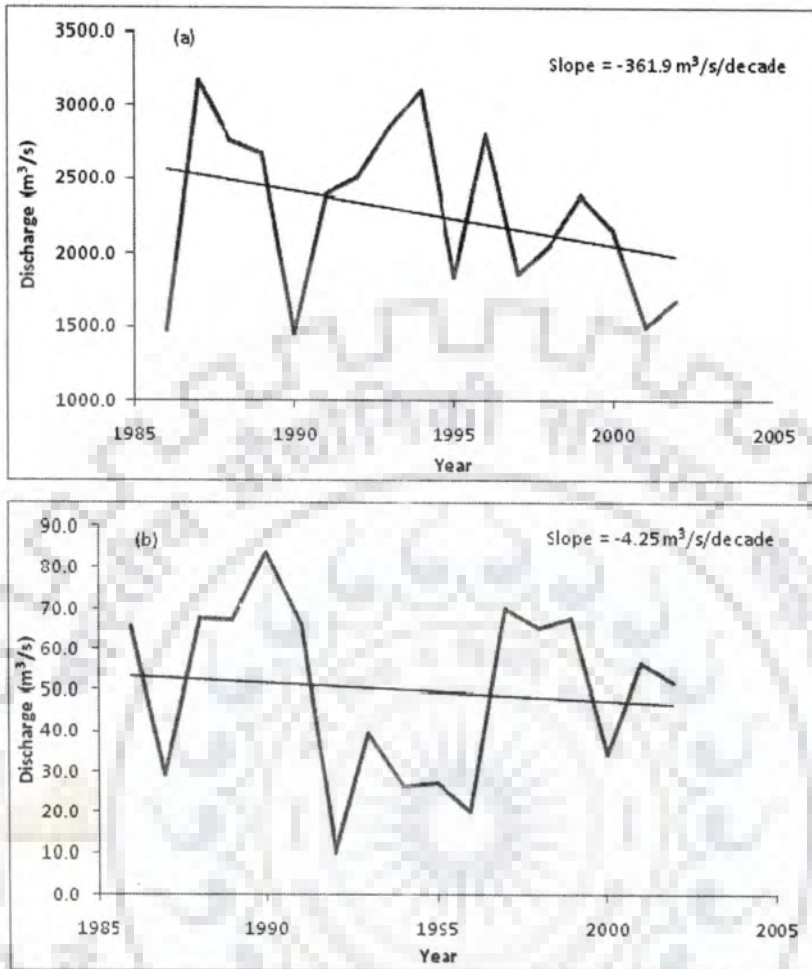 (a)
Slope = -361.9 m³/s/decade
Discharge (m³/s)
3500.0
3000.0
2500.0
2000.0
1500.0
1000.0
1985 1990 1995 2000 2005
Year
(b)
Slope = -4.25 m³/s/decade
Discharge (m³/s)
90.0
80.0
70.0
60.0
50.0
40.0
30.0
20.0
10.0
0.0
1985 1990 1995 2000 2005
Year